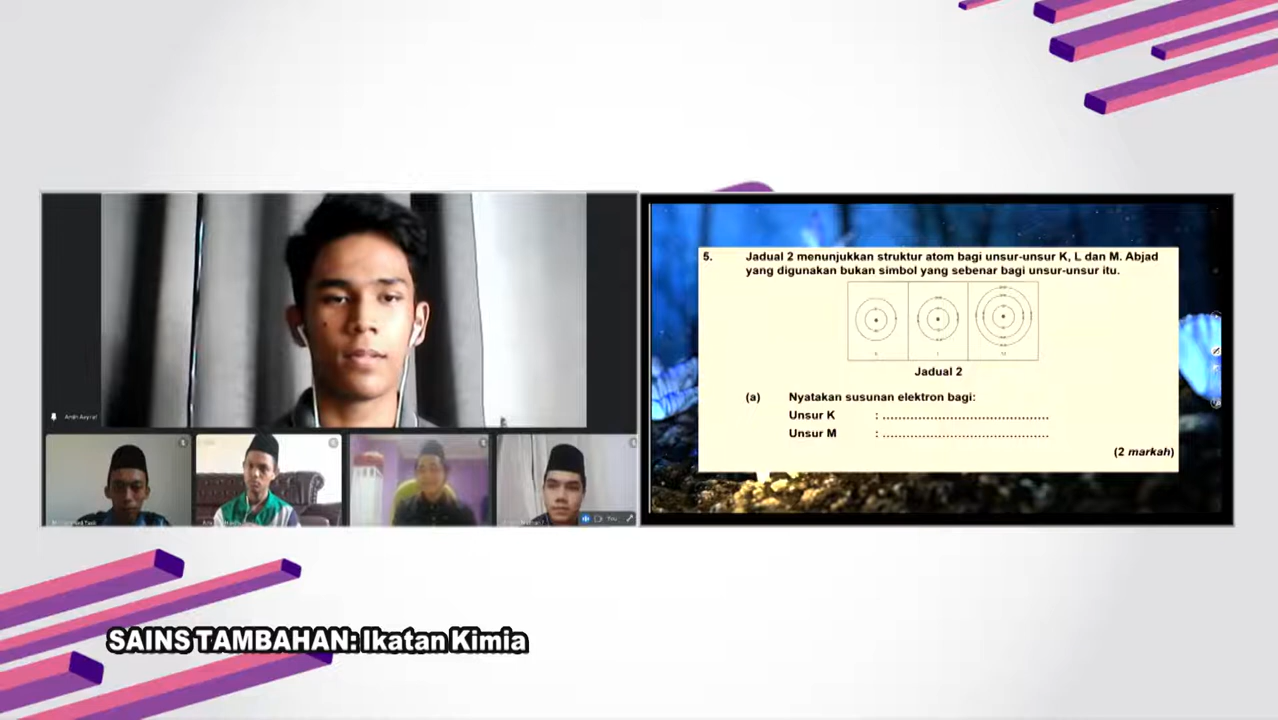 5. Jadual 2 menunjukkan struktur atom bagi unsur-unsur K, L dan M. Abjad
yang digunakan bukan simbol yang sebenar bagi unsur-unsur itu.
Jadual 2
(a) Nyatakan susunan elektron bagi:
Unsur K : ........................................
Unsur M : ........................................
(2 markah)
You
SAINS TAMBAHAN: Ikatan Kimia